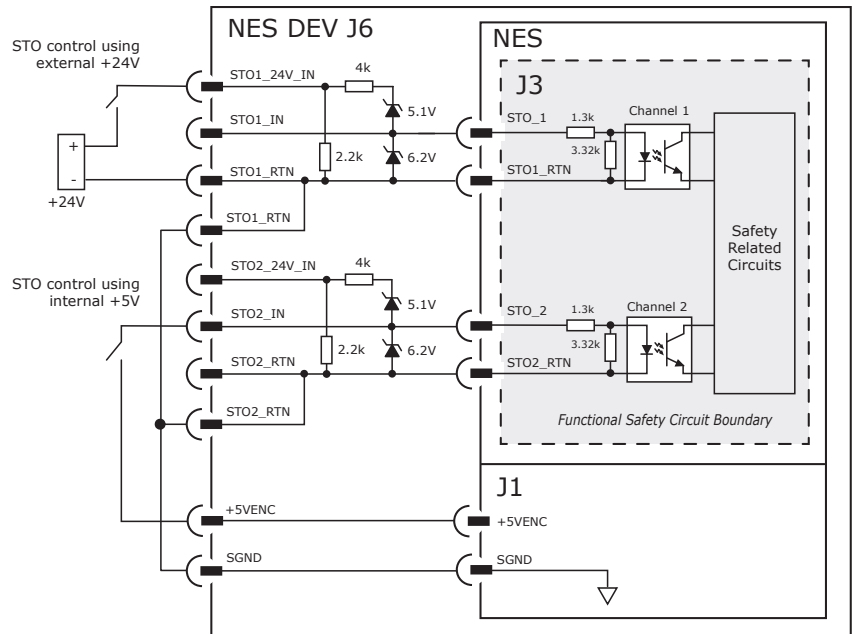 NES DEV J6
NES
STO control using
external +24V
J3
+
-
+24V
STO1_24V_IN
4k
5.1V
STO1_IN
2.2k
6.2V
STO1_RTN
STO1_RTN
STO_1
1.3k
3.32k
Channel 1
STO1_RTN
Safety
Related
Circuits
STO control using
internal +5V
STO2_24V_IN
4k
5.1V
STO2_IN
2.2k
6.2V
STO2_RTN
STO2_RTN
STO_2
1.3k
3.32k
Channel 2
STO2_RTN
Functional Safety Circuit Boundary
J1
+5VENC
+5VENC
SGND
SGND